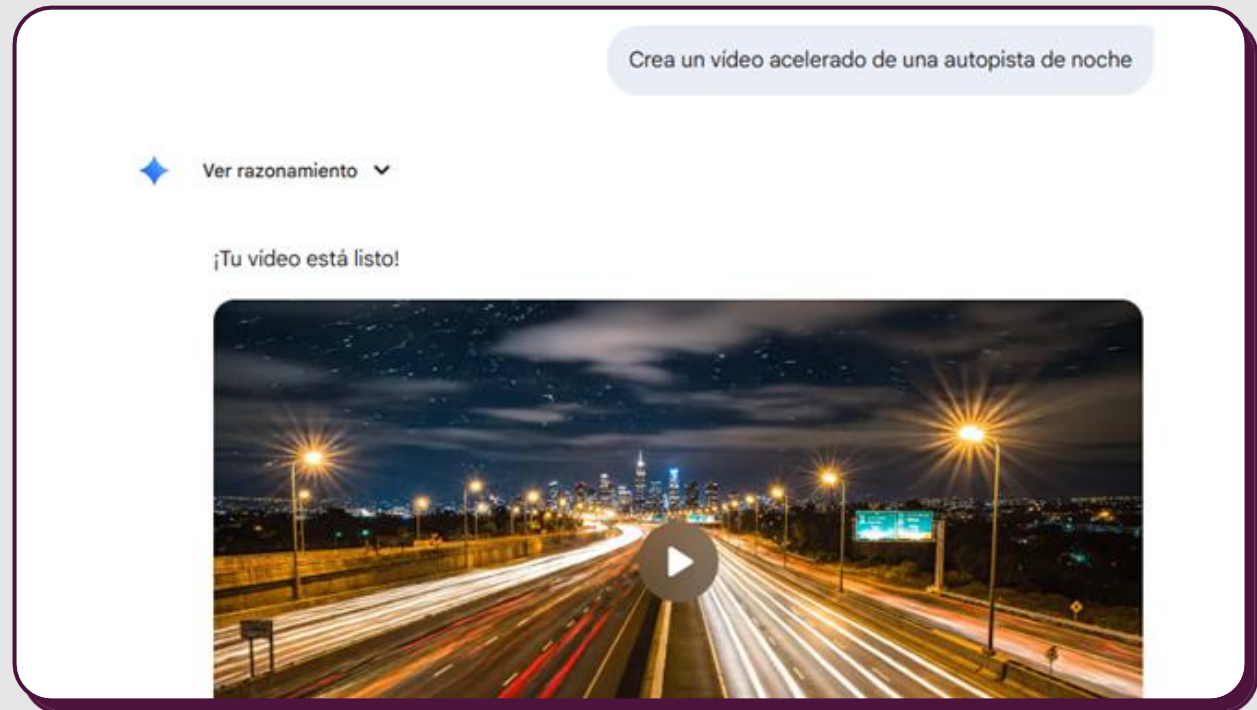 Crea un vídeo acelerado de una autopista de noche
Ver razonamiento
¡Tu vídeo está listo!